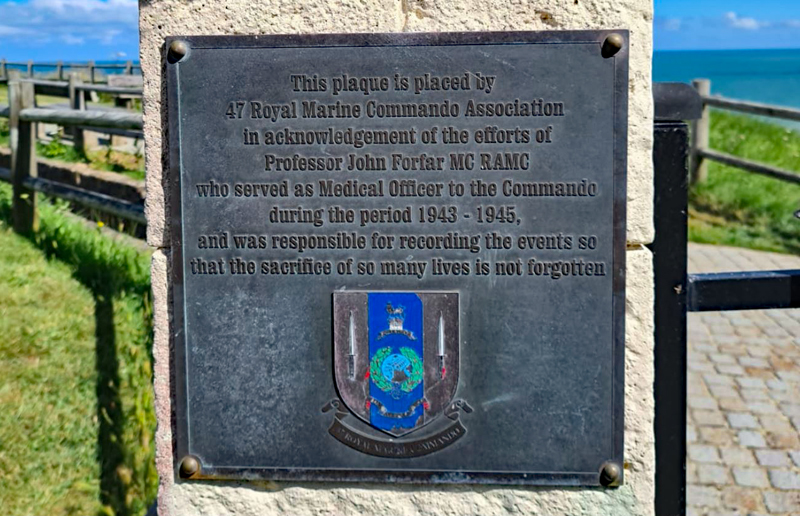 This plaque is placed by
47 Royal Marine Commando Association
in acknowledgement of the efforts of
Professor John Forfar MC RAMC
who served as Medical Officer to the Commando
during the period 1943 - 1945,
and was responsible for recording the events so
that the sacrifice of so many lives is not forgotten
ROYAL COMMANDO